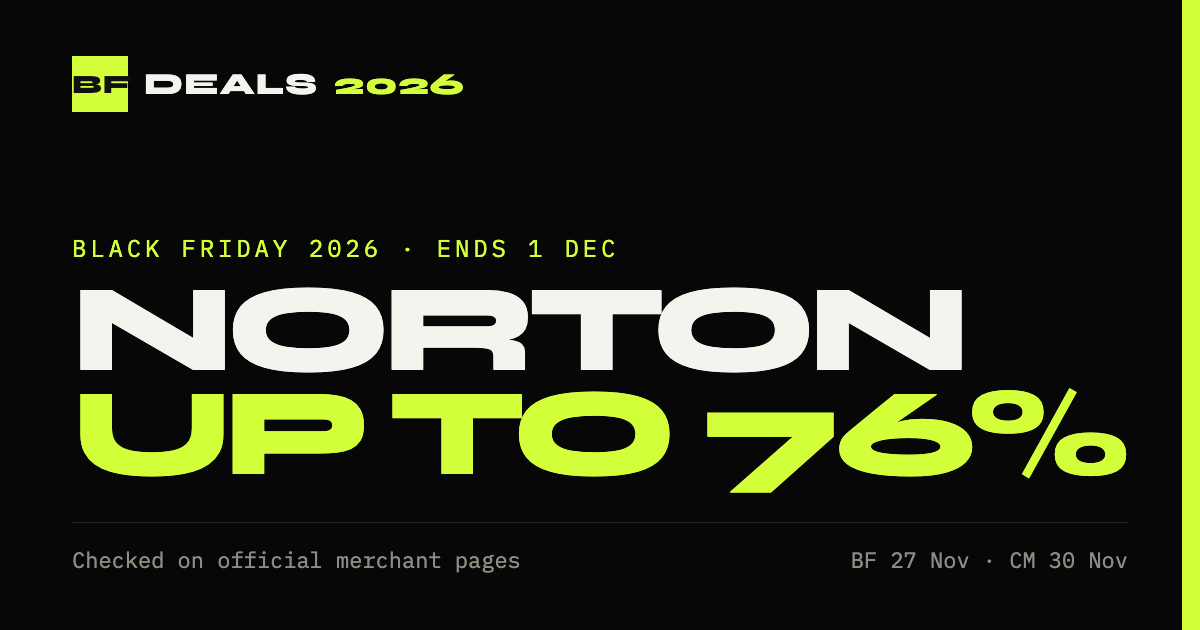 BF DEALS 2026
BLACK FRIDAY 2026 · ENDS 1 DEC
NORTON
UP TO 76%
Checked on official merchant pages
BF 27 Nov · CM 30 Nov